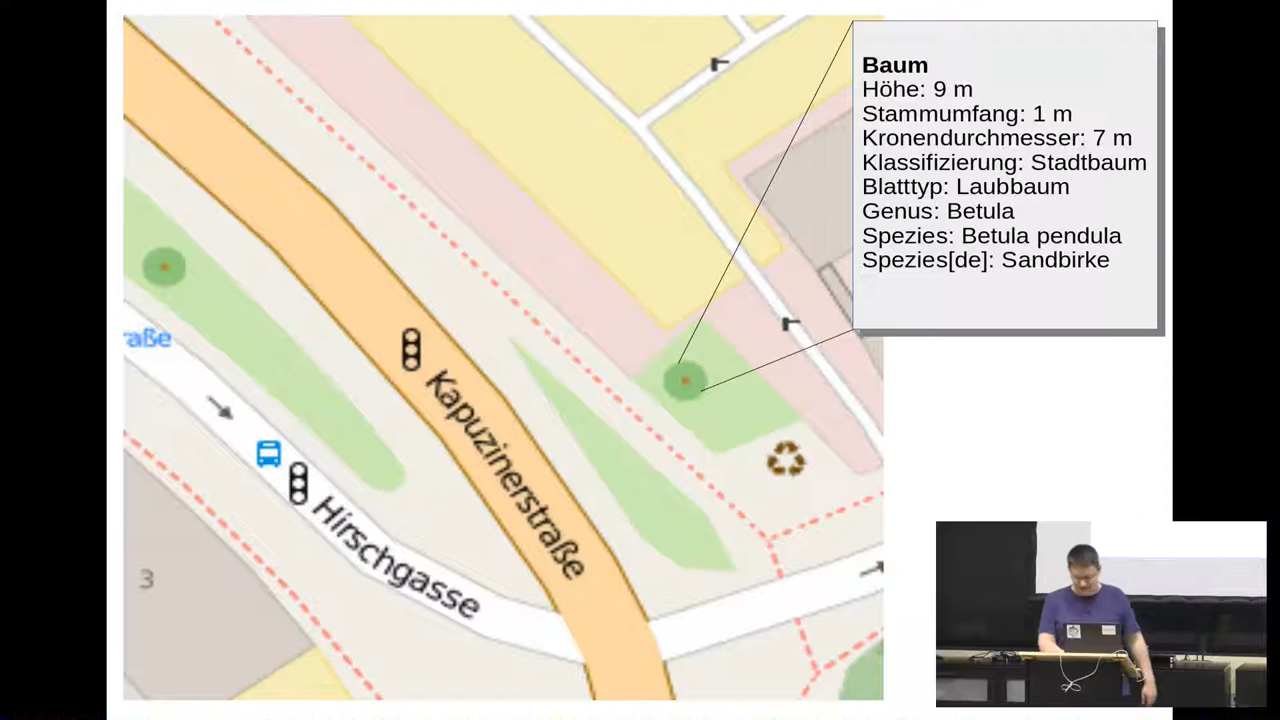 Baum
Höhe: 9 m
Stammumfang: 1 m
Kronendurchmesser: 7 m
Klassifizierung: Stadtbaum
Blatttyp: Laubbaum
Genus: Betula
Spezies: Betula pendula
Spezies[de]: Sandbirke
raße
Kapuzinerstraße
Hirschgasse
3